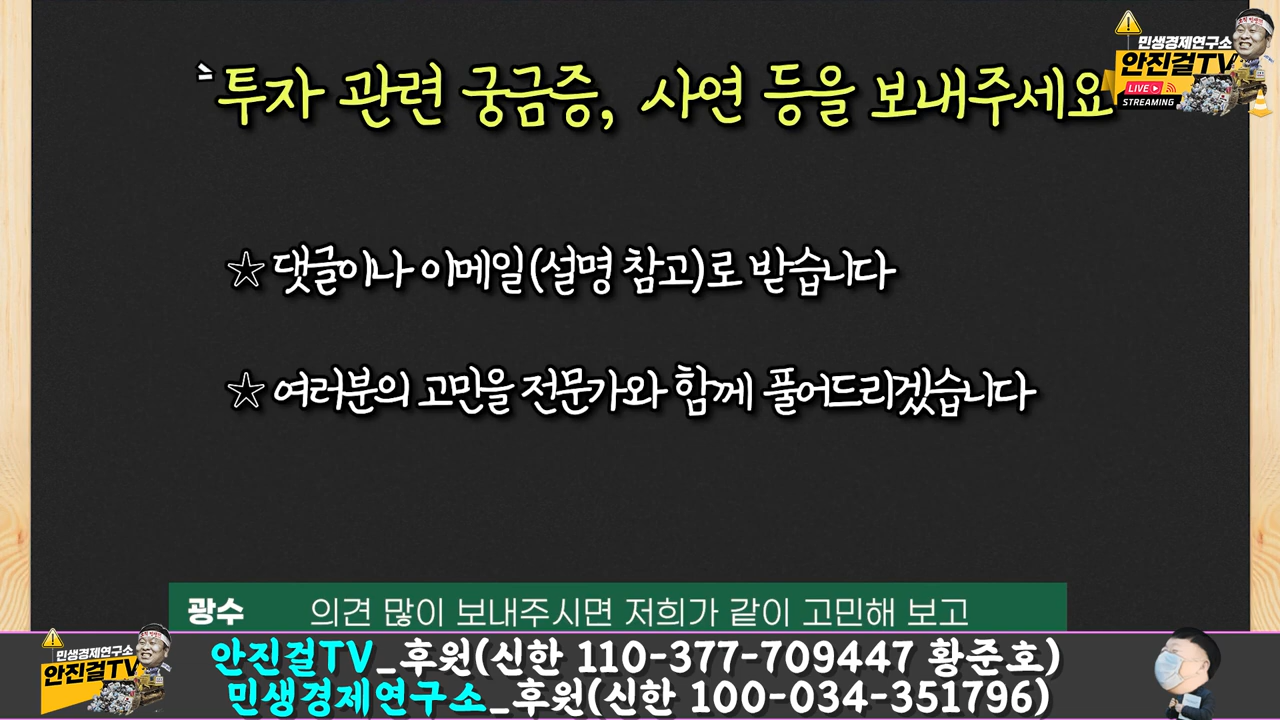 투자 관련 궁금증, 사연 등을 보내주세요
민생경제연구소
안진걸TV
LIVE
STREAMING
☆ 댓글이나 이메일(설명 참고)로 받습니다
☆ 여러분의 고민을 전문가와 함께 풀어드리겠습니다
광수 의견 많이 보내주시면 저희가 같이 고민해 보고
민생경제연구소
안진걸TV
안진걸TV_후원(신한 110-377-709447 황준호)
민생경제연구소_후원(신한 100-034-351796)